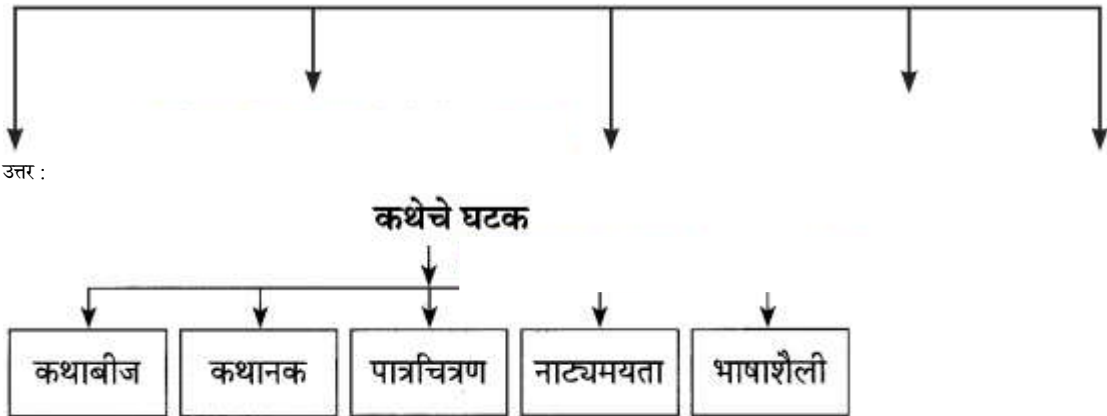 उत्तर :
कथेचे घटक
कथाबीज कथानक पात्रचित्रण नाट्यमयता भाषाशैली